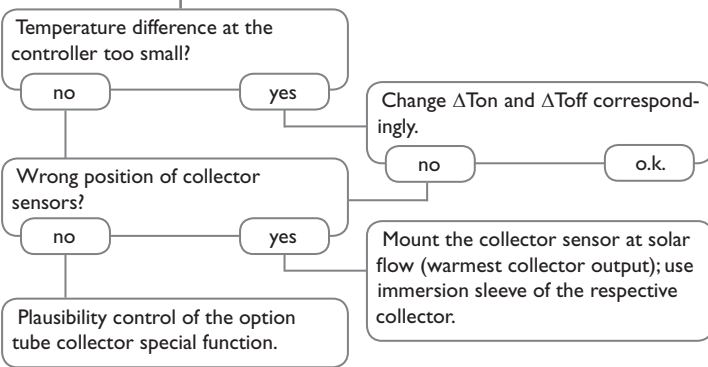 Temperature difference at the
controller too small?
no
yes
Change ΔTon and ΔToff correspond-
ingly.
no
o.k.
Wrong position of collector
sensors?
no
yes
Mount the collector sensor at solar
flow (warmest collector output); use
immersion sleeve of the respective
collector.
Plausibility control of the option
tube collector special function.